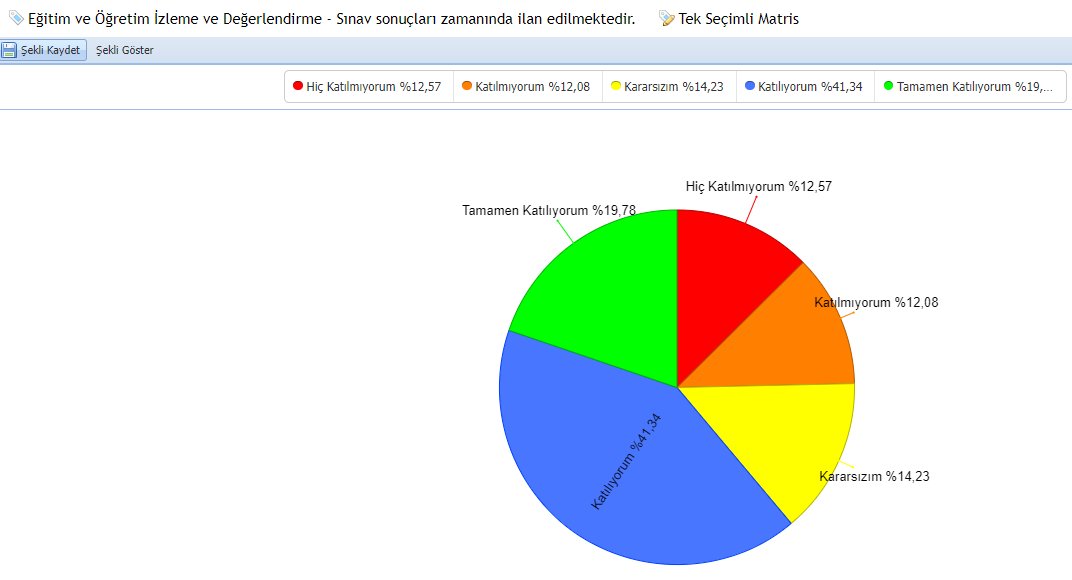 Eğitim ve Öğretim İzleme ve Değerlendirme - Sınav sonuçları zamanında ilan edilmektedir. Tek Seçimli Matris
Şekli Kaydet Şekli Göster
Hiç Katılmıyorum %12,57 Katılmıyorum %12,08 Kararsızım %14,23 Katılıyorum %41,34 Tamamen Katılıyorum %19,...
Hiç Katılmıyorum %12,57
Tamamen Katılıyorum %19,78
Katılmıyorum %12,08
Katılıyorum %41,34
Kararsızım %14,23